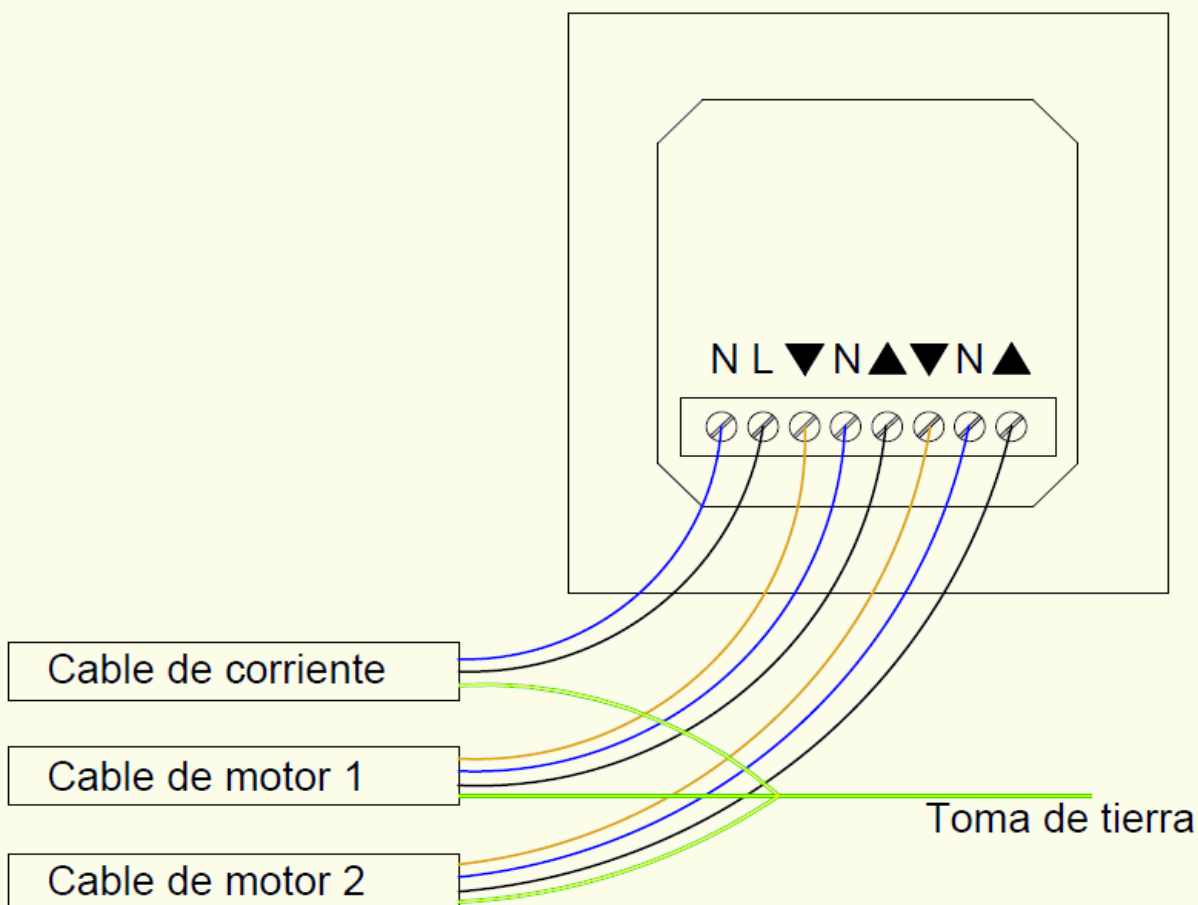 N L ▼ N ▲ ▼ N ▲
Cable de corriente
Cable de motor 1
Toma de tierra
Cable de motor 2